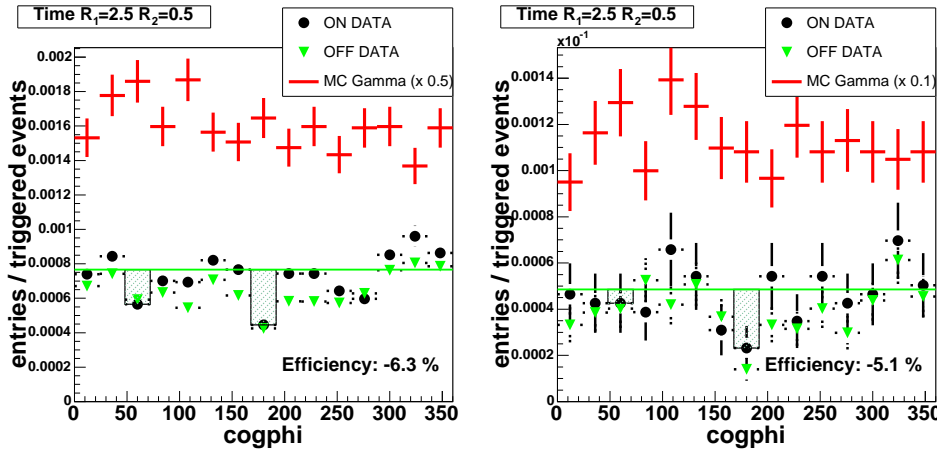 Time R1=2.5 R2=0.5
ON DATA
OFF DATA
MC Gamma (x 0.5)
entries / triggered events
0.002
0.0018
0.0016
0.0014
0.0012
0.001
0.0008
0.0006
0.0004
0.0002
0
Efficiency: -6.3 %
0 50 100 150 200 250 300 350
cogphi
Time R1=2.5 R2=0.5
×10-1
ON DATA
OFF DATA
MC Gamma (x 0.1)
entries / triggered events
0.0014
0.0012
0.001
0.0008
0.0006
0.0004
0.0002
0
Efficiency: -5.1 %
0 50 100 150 200 250 300 350
cogphi